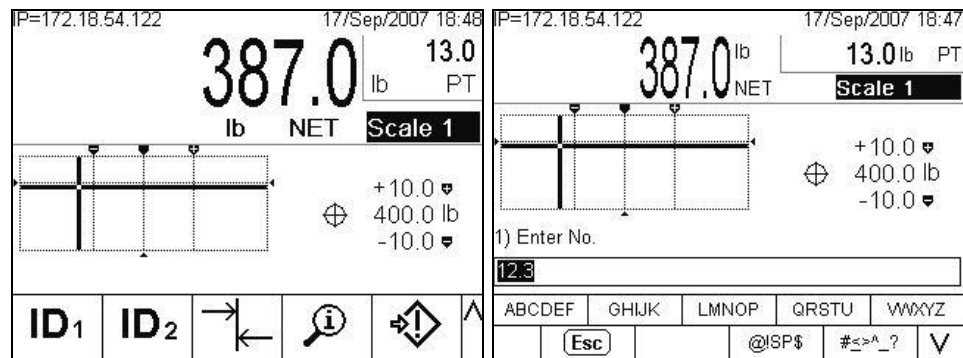 IP=172.18.54.122 17/Sep/2007 18:48
387.0 13.0
lb PT
lb NET Scale 1
+10.0
400.0 lb
-10.0
ID1 ID2
IP=172.18.54.122 17/Sep/2007 18:47
387.0 lb 13.0 lb PT
NET Scale 1
+10.0
400.0 lb
-10.0
1) Enter No.
12.3
ABCDEF GHIJK LMNOP QRSTU VWXYZ
Esc @!SP$ #<>^_?